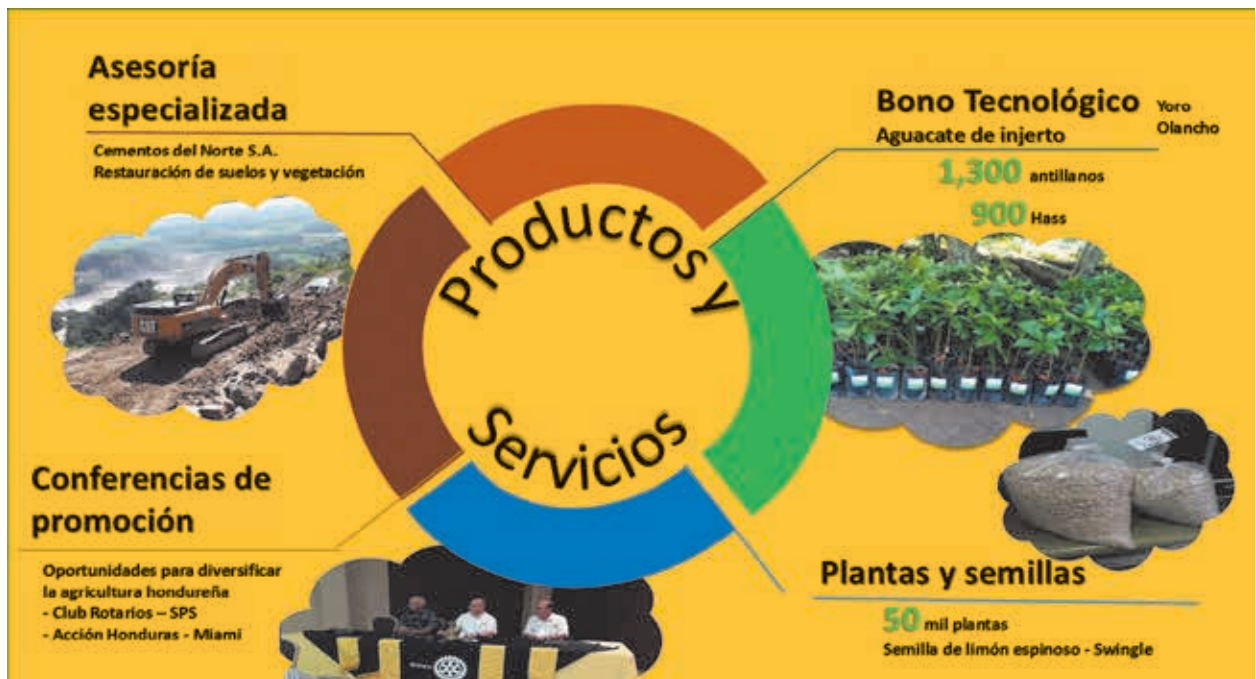 Asesoría
especializada
Cementos del Norte S.A.
Restauración de suelos y vegetación
Bono Tecnológico
Yoro
Olancho
Aguacate de injerto
1,300 antillanos
900 Hass
Productos y
Servicios
CAT
Conferencias de
promoción
Oportunidades para diversificar
la agricultura hondureña
- Club Rotarios – SPS
- Acción Honduras - Miami
Plantas y semillas
50 mil plantas
Semilla de limón espinoso - Swingle